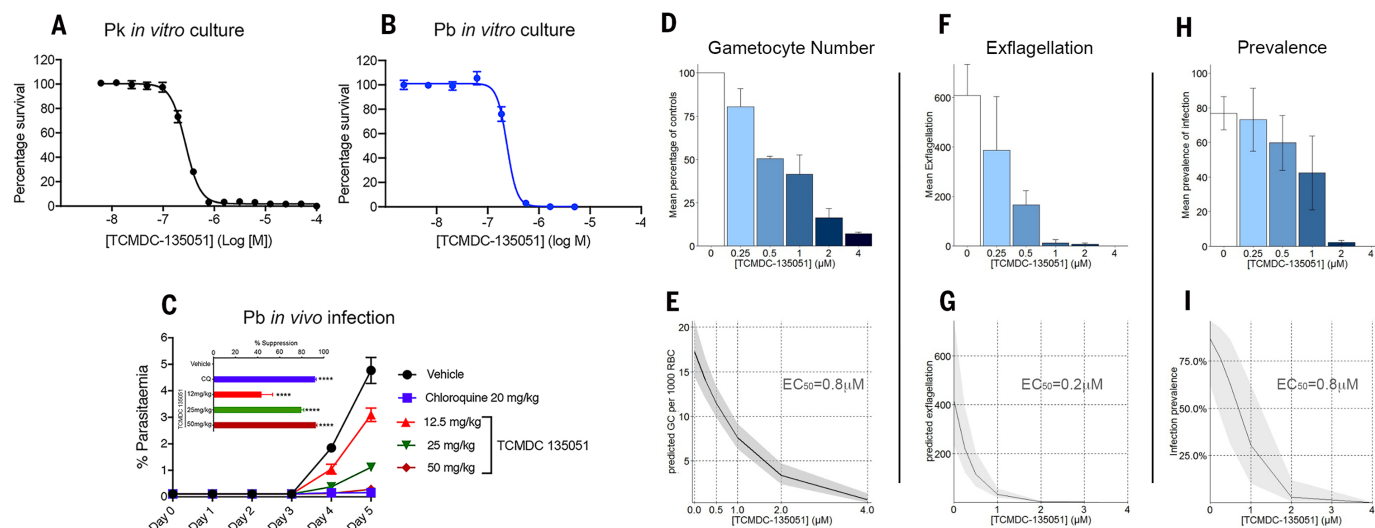 A
Pk in vitro culture
Percentage survival
120
100
80
60
40
20
0
-8
-7
-6
-5
-4
[TCMDC-135051] (Log [M])
B
Pb in vitro culture
Percentage survival
120
100
80
60
40
20
0
-8
-7
-6
-5
-4
[TCMDC-135051] (log M)
C
Pb in vivo infection
% Parasitaemia
6
5
4
3
2
1
0
Day 0
Day 1
Day 2
Day 3
Day 4
Day 5
% Suppression
0 20 40 60 80 100
Vehicle
CQ
12mg/kg
25mg/kg
50mg/kg
TCMDC 135051
****
****
****
****
Vehicle
Chloroquine 20 mg/kg
12.5 mg/kg
25 mg/kg
50 mg/kg
TCMDC 135051
D
Gametocyte Number
Mean percentage of controls
100
75
50
25
0
0 0.25 0.5 1 2 4
[TCMDC-135051] (µM)
E
predicted GC per 1000 RBC
20
15
10
5
EC50=0.8µM
0.0 0.5 1.0 2.0 4.0
[TCMDC-135051] (µM)
F
Exflagellation
Mean Exflagellation
600
400
200
0
0 0.25 0.5 1 2 4
[TCMDC-135051] (µM)
G
predicted exflagellation
600
400
200
EC50=0.2µM
0 1.0 2.0 3.0 4.0
[TCMDC-135051] (µM)
H
Prevalence
Mean prevalence of infection
100
80
60
40
20
0
0 0.25 0.5 1 2 4
[TCMDC-135051] (µM)
I
Infection prevalence
75.0%
50.0%
25.0%
EC50=0.8µM
0 1.0 2.0 3.0 4.0
[TCMDC-135051] (µM)